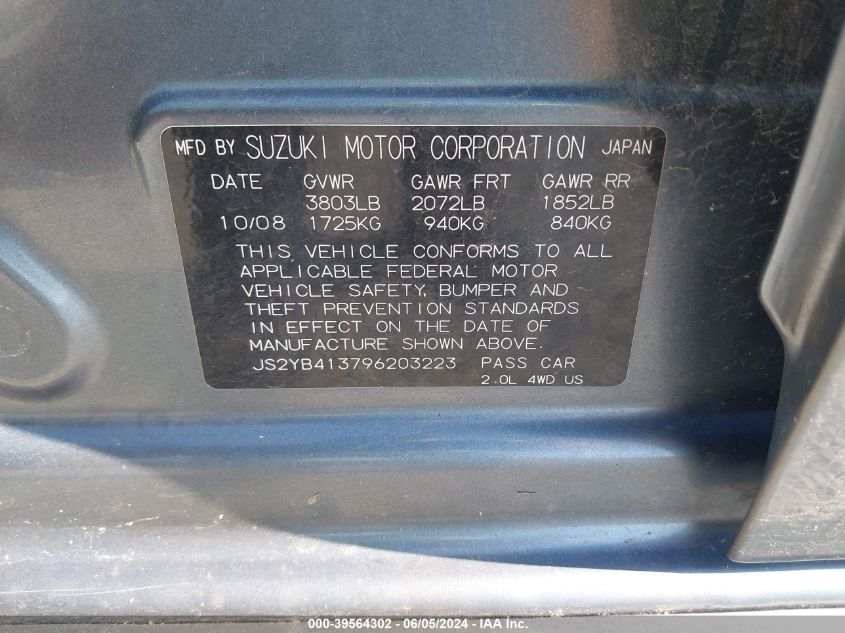 MFD BY SUZUKI MOTOR CORPORATION JAPAN
DATE GVWR GAWR FRT GAWR RR
3803LB 2072LB 1852LB
10/08 1725KG 940KG 840KG
THIS VEHICLE CONFORMS TO ALL
APPLICABLE FEDERAL MOTOR
VEHICLE SAFETY, BUMPER AND
THEFT PREVENTION STANDARDS
IN EFFECT ON THE DATE OF
MANUFACTURE SHOWN ABOVE.
JS2YB413796203223 PASS CAR
2.0L 4WD US
000-39564302 - 06/05/2024 - IAA Inc.